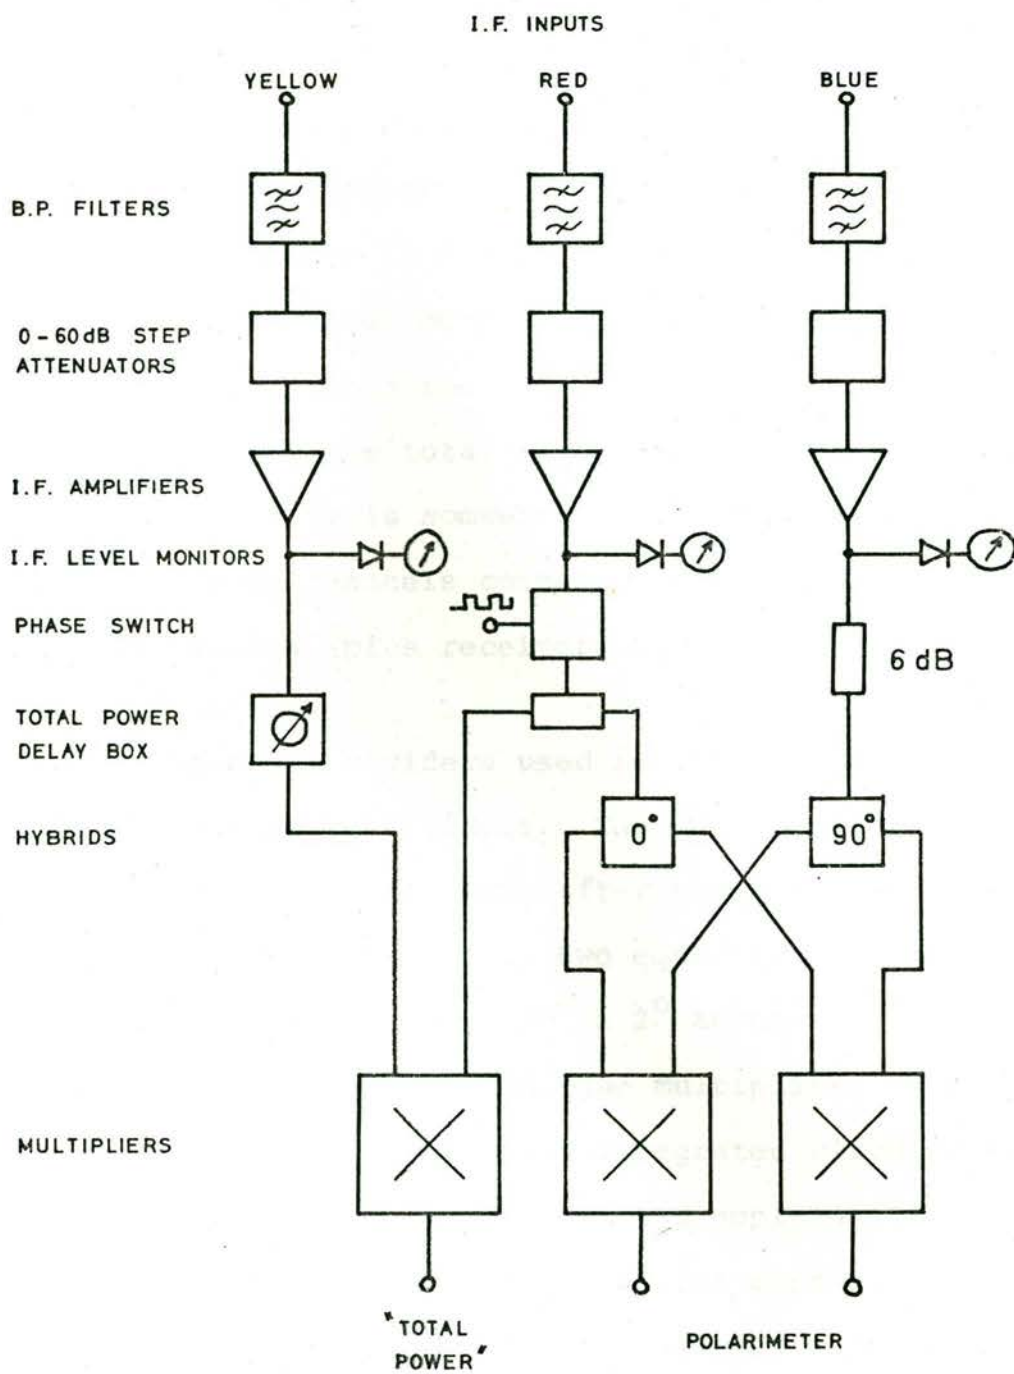 I.F. INPUTS
YELLOW
RED
BLUE
B.P. FILTERS
0-60dB STEP
ATTENUATORS
I.F. AMPLIFIERS
I.F. LEVEL MONITORS
PHASE SWITCH
6 dB
TOTAL POWER
DELAY BOX
HYBRIDS
0°
90°
MULTIPLIERS
"TOTAL
POWER"
POLARIMETER